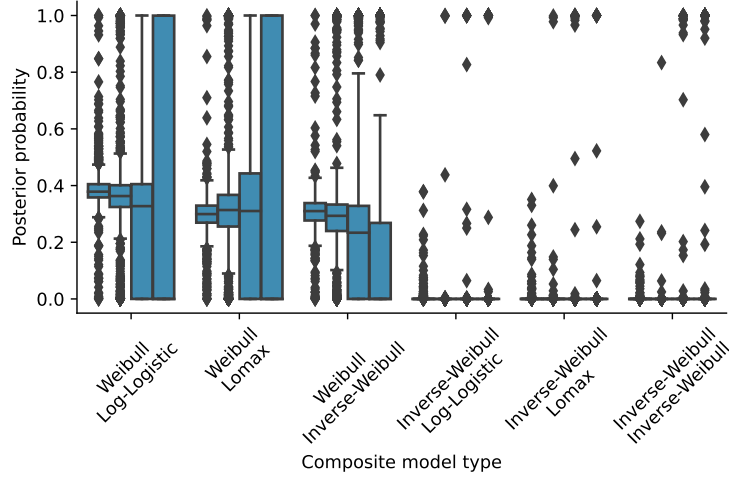 Posterior probability
1.0
0.8
0.6
0.4
0.2
0.0
Weibull
Log-Logistic
Weibull
Lomax
Weibull
Inverse-Weibull
Inverse-Weibull
Log-Logistic
Inverse-Weibull
Lomax
Inverse-Weibull
Inverse-Weibull
Composite model type